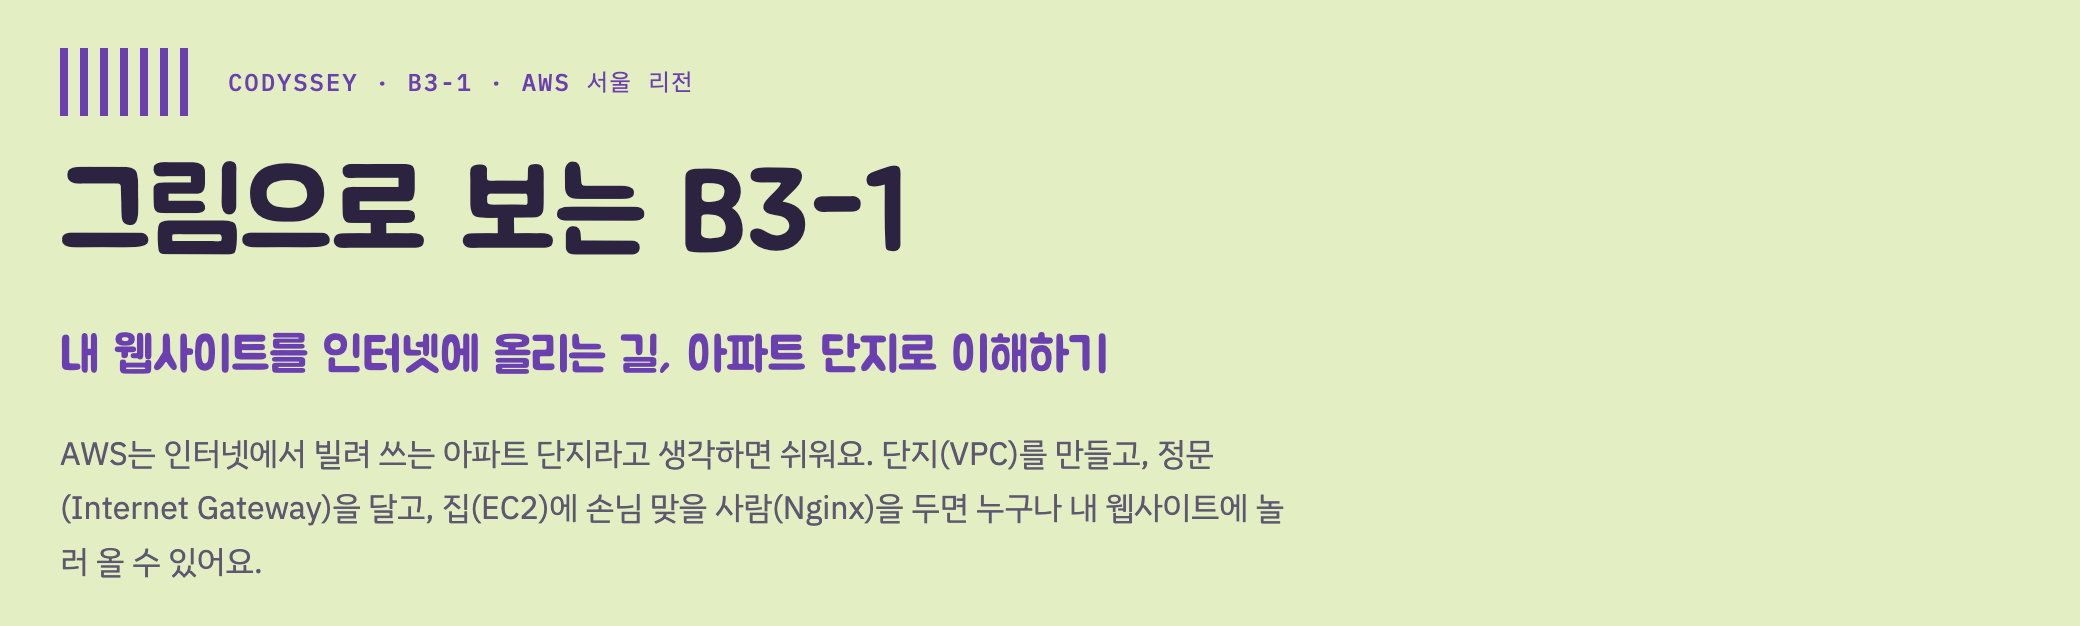 CODYSSEY · B3-1 · AWS 서울 리전
그림으로 보는 B3-1
내 웹사이트를 인터넷에 올리는 길, 아파트 단지로 이해하기
AWS는 인터넷에서 빌려 쓰는 아파트 단지라고 생각하면 쉬워요. 단지(VPC)를 만들고, 정문
(Internet Gateway)을 달고, 집(EC2)에 손님 맞을 사람(Nginx)을 두면 누구나 내 웹사이트에 놀
러 올 수 있어요.